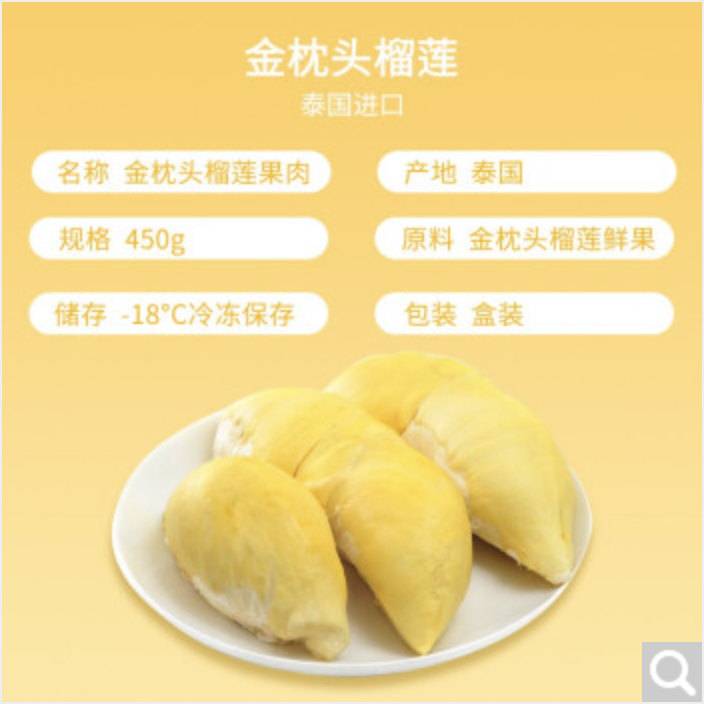 金枕头榴莲
泰国进口
名称 金枕头榴莲果肉
产地 泰国
规格 450g
原料 金枕头榴莲鲜果
储存 -18°C冷冻保存
包装 盒装